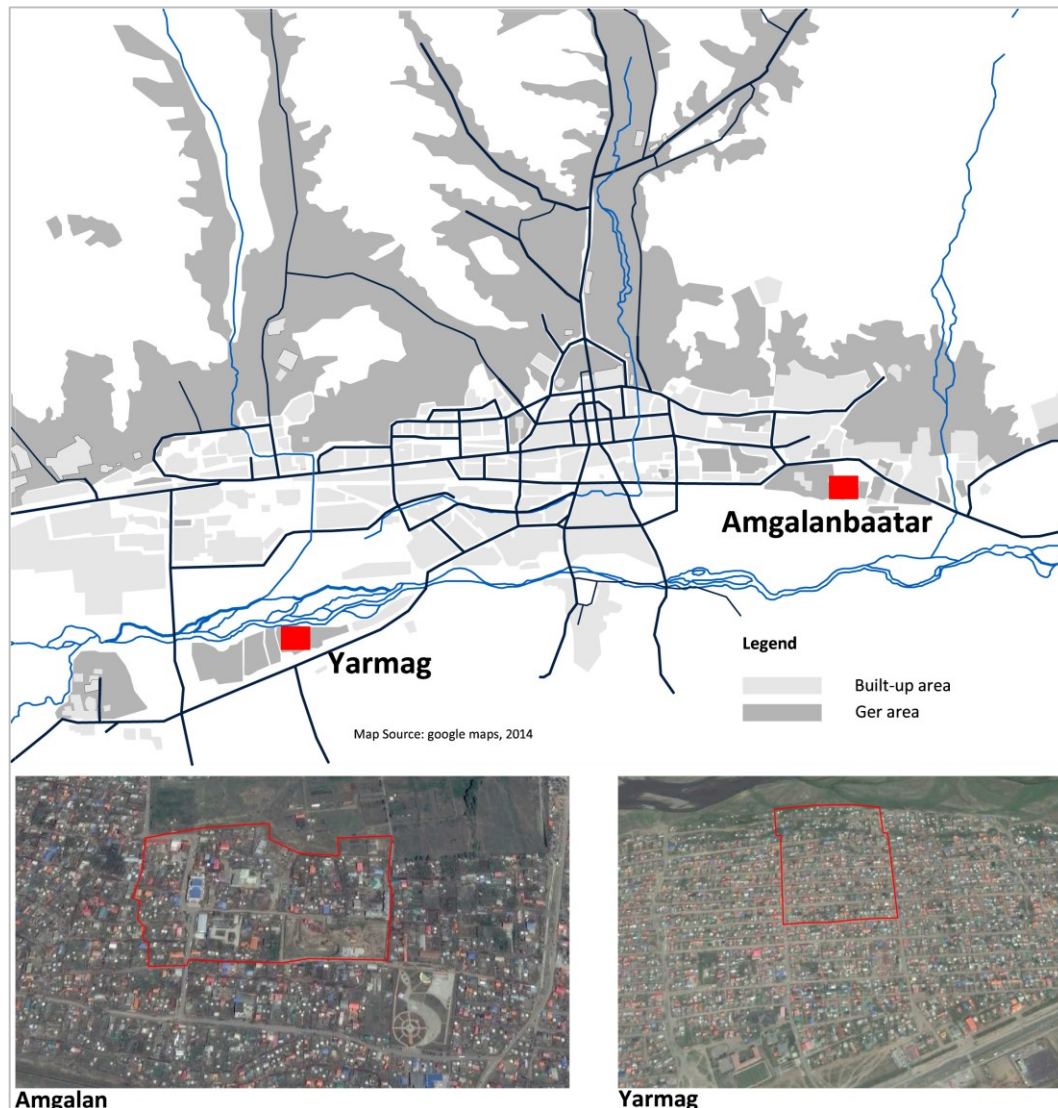 Amgalanbaatar
Yarmag
Legend
Built-up area
Ger area
Map Source: google maps, 2014
Amgalan
Yarmag